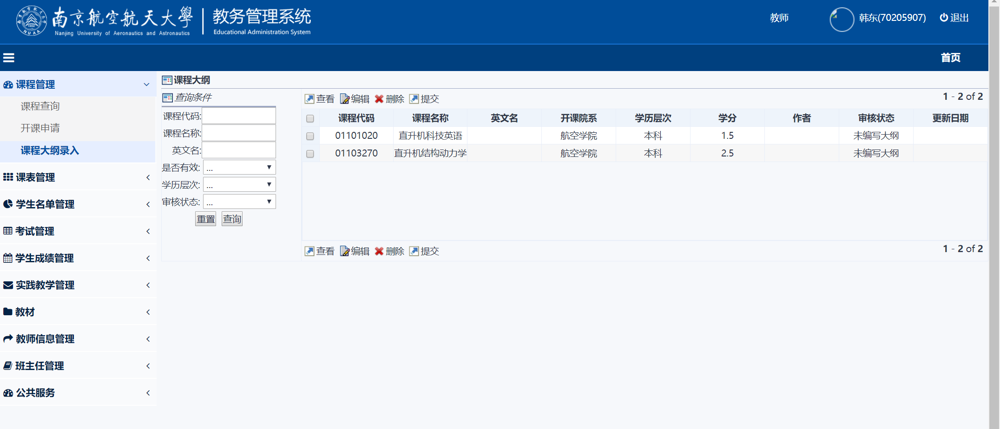 南京航空航天大學
Nanjing University of Aeronautics and Astronautics
NUAA
1952
教务管理系统
Educational Administration System
教师
韩东(70205907)
退出
首页
课程管理
课程查询
开课申请
课程大纲录入
课表管理
学生名单管理
考试管理
学生成绩管理
实践教学管理
教材
教师信息管理
班主任管理
公共服务
课程大纲
查询条件
课程代码:
课程名称:
英文名:
是否有效: ...
学历层次: ...
审核状态: ...
重置 查询
查看 编辑 删除 提交 1 - 2 of 2
课程代码 课程名称 英文名 开课院系 学历层次 学分 作者 审核状态 更新日期
01101020 直升机科技英语 航空学院 本科 1.5 未编写大纲
01103270 直升机结构动力学 航空学院 本科 2.5 未编写大纲
查看 编辑 删除 提交 1 - 2 of 2